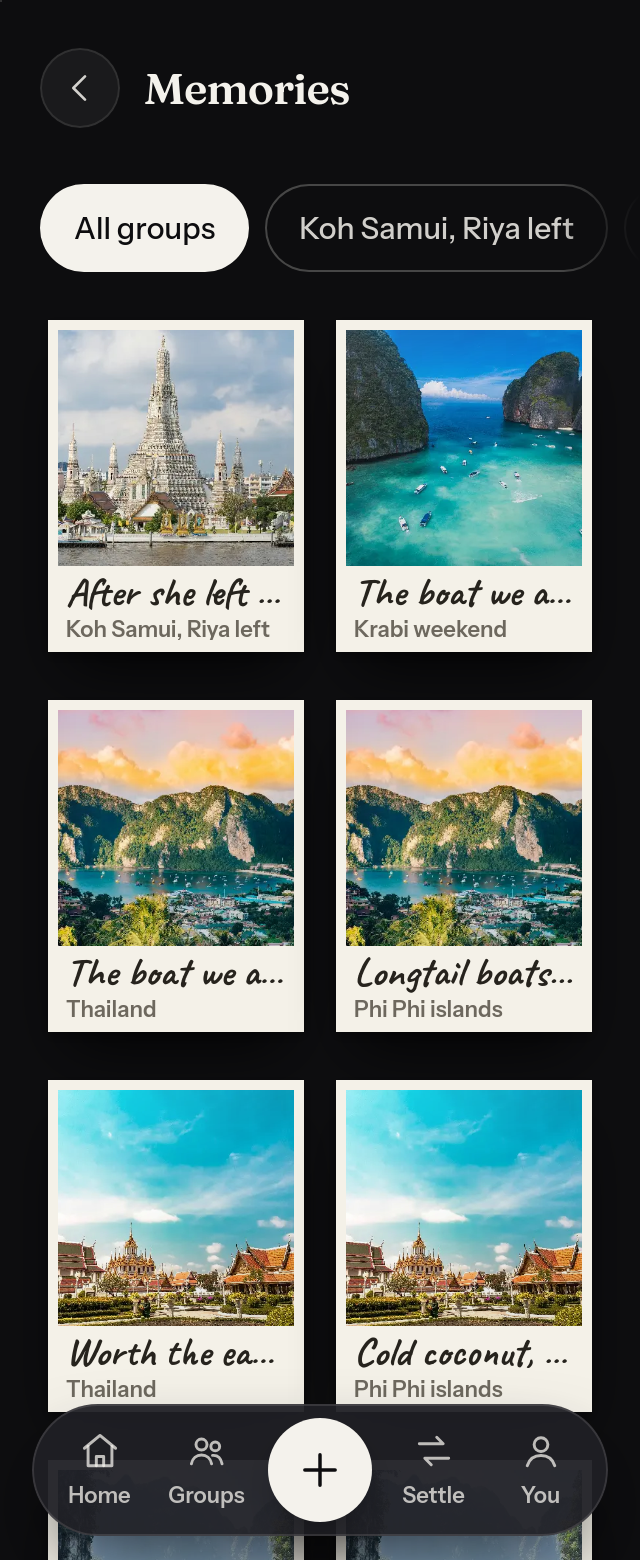 Memories
All groups
Koh Samui, Riya left
After she left ...
Koh Samui, Riya left
The boat we a...
Krabi weekend
The boat we a...
Thailand
Longtail boats...
Phi Phi islands
Worth the ea...
Thailand
Cold coconut, ...
Phi Phi islands
Home
Groups
Settle
You